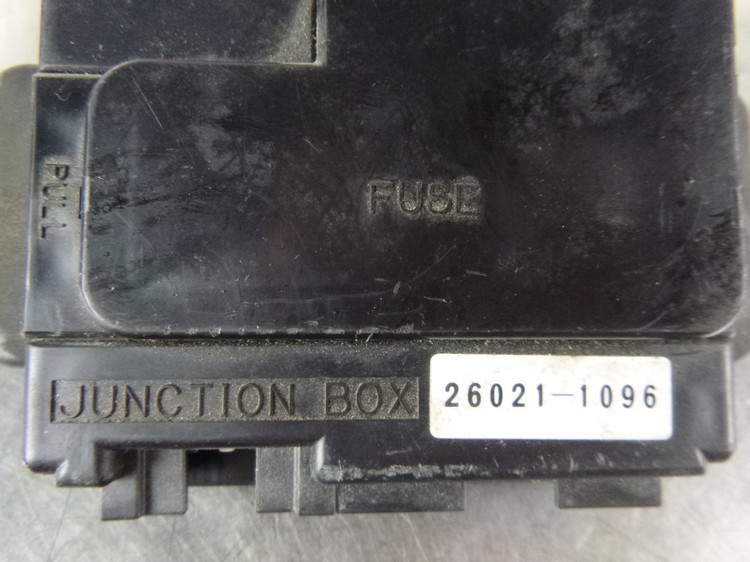 PULL
FUSE
JUNCTION BOX
26021-1096